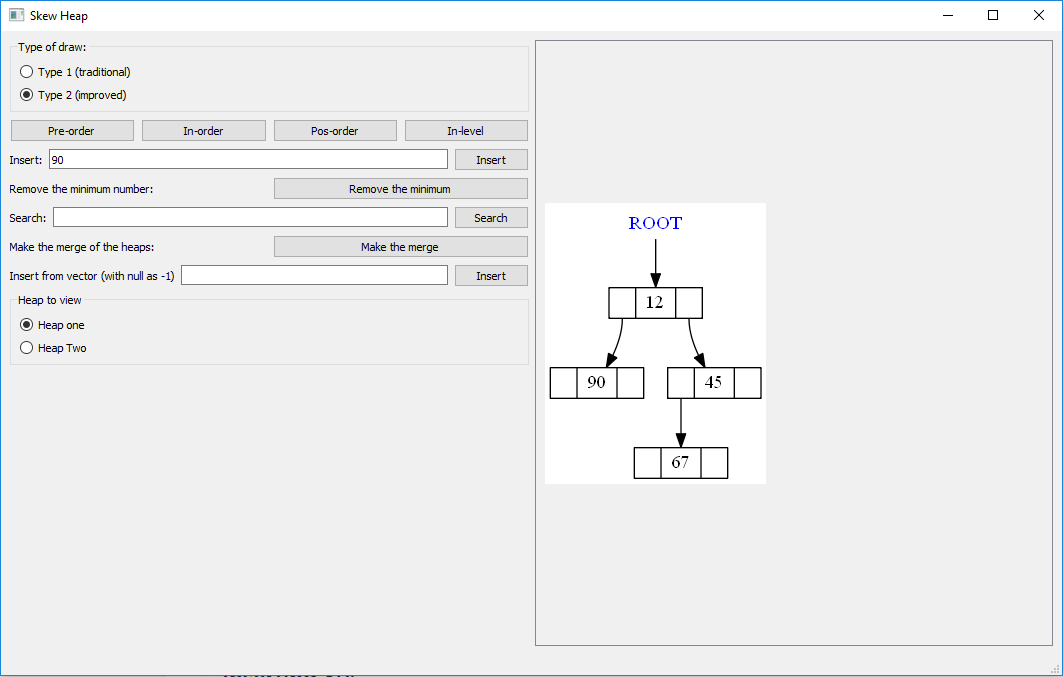 Skew Heap
Type of draw:
Type 1 (traditional)
Type 2 (improved)
Pre-order In-order Pos-order In-level
Insert: 90 Insert
Remove the minimum number: Remove the minimum
Search: Search
Make the merge of the heaps: Make the merge
Insert from vector (with null as -1) Insert
Heap to view
Heap one
Heap Two
ROOT
12
90 45
67